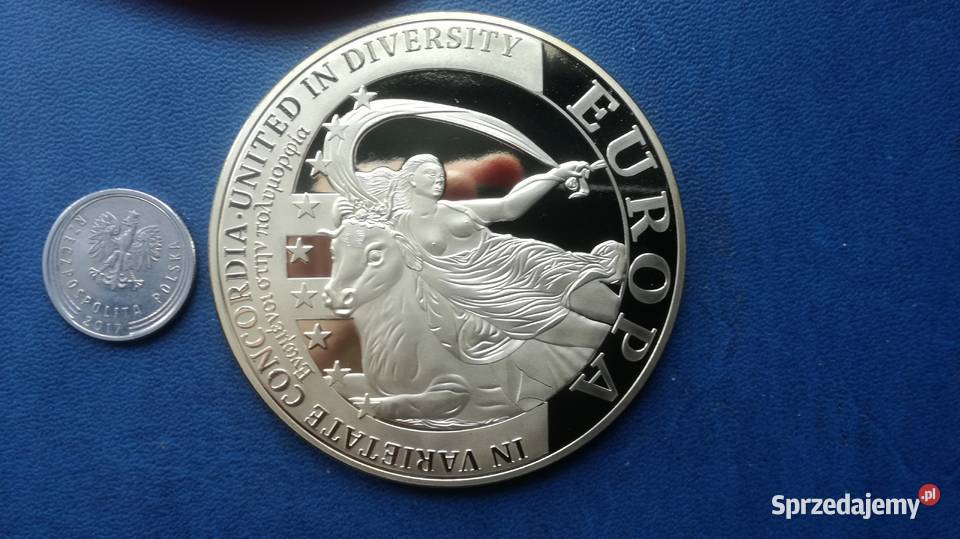 IN VARIETATE CONCORDIA · UNITED IN DIVERSITY
Ενωμένοι στην πολυμορφία
EUROPA
RZECZPOSPOLITA POLSKA
2017
Sprzedajemy.pl